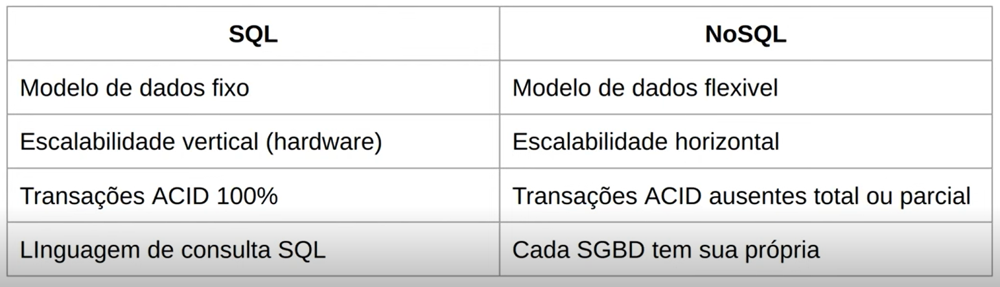 SQL
NoSQL
Modelo de dados fixo
Modelo de dados flexivel
Escalabilidade vertical (hardware)
Escalabilidade horizontal
Transações ACID 100%
Transações ACID ausentes total ou parcial
LInguagem de consulta SQL
Cada SGBD tem sua própria